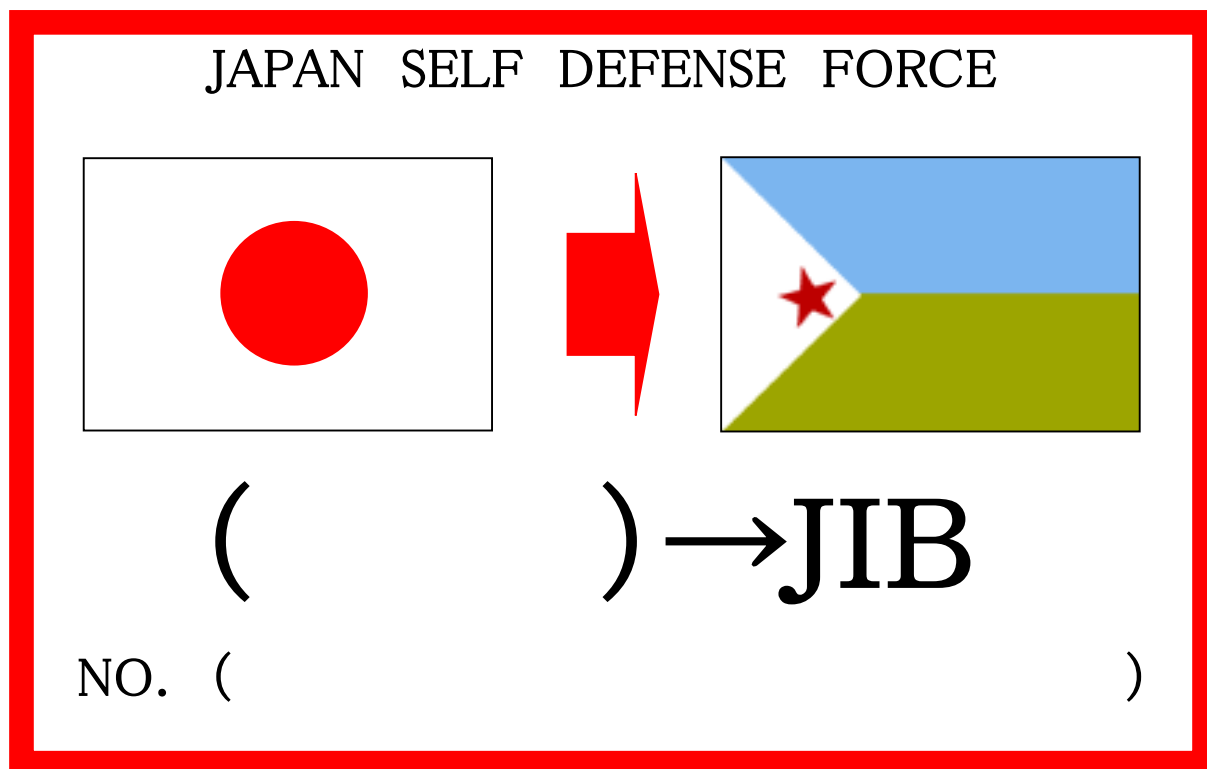 JAPAN SELF DEFENSE FORCE
(          )→JIB
NO. (                    )